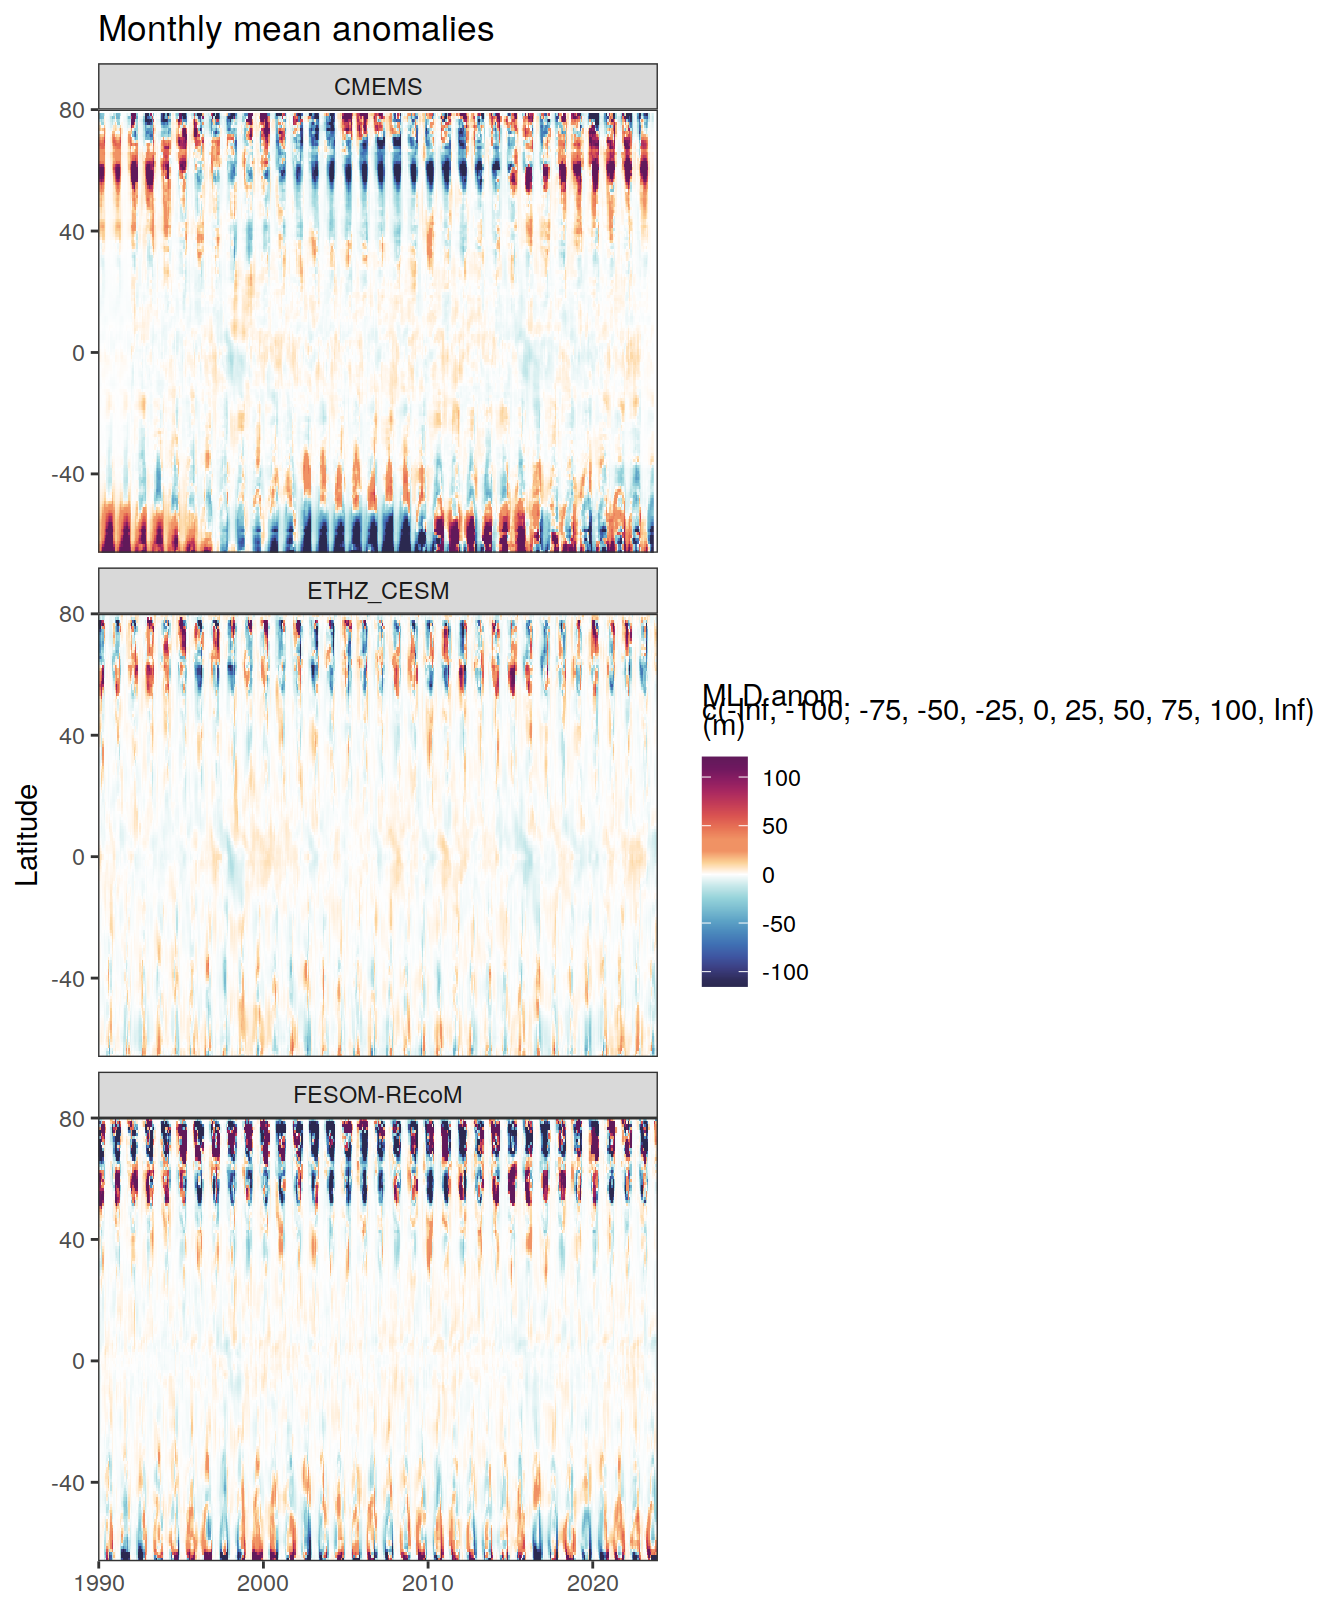 Monthly mean anomalies
CMEMS
80
40
0
-40
ETHZ_CESM
80
40
0
-40
FESOM-REcoM
80
40
0
-40
1990
2000
2010
2020
Latitude
MLD anom.
c(-Inf, -100, -75, -50, -25, 0, 25, 50, 75, 100, Inf)
(m)
100
50
0
-50
-100